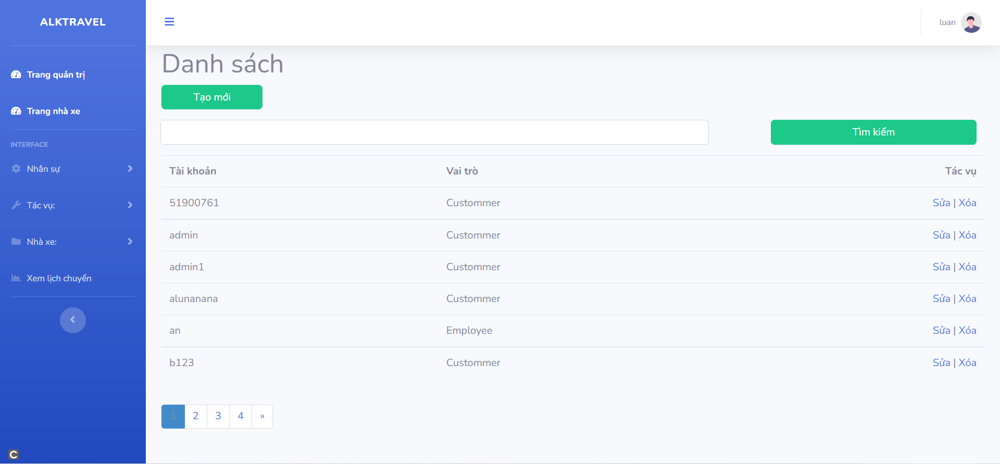 ALKTRAVEL
luan
Trang quản trị
Trang nhà xe
INTERFACE
Nhân sự
Tác vụ:
Nhà xe:
Xem lịch chuyến
Danh sách
Tạo mới
Tìm kiếm
Tài khoản Vai trò Tác vụ
51900761 Custommer Sửa | Xóa
admin Custommer Sửa | Xóa
admin1 Custommer Sửa | Xóa
alunanana Custommer Sửa | Xóa
an Employee Sửa | Xóa
b123 Custommer Sửa | Xóa
1 2 3 4 »
C